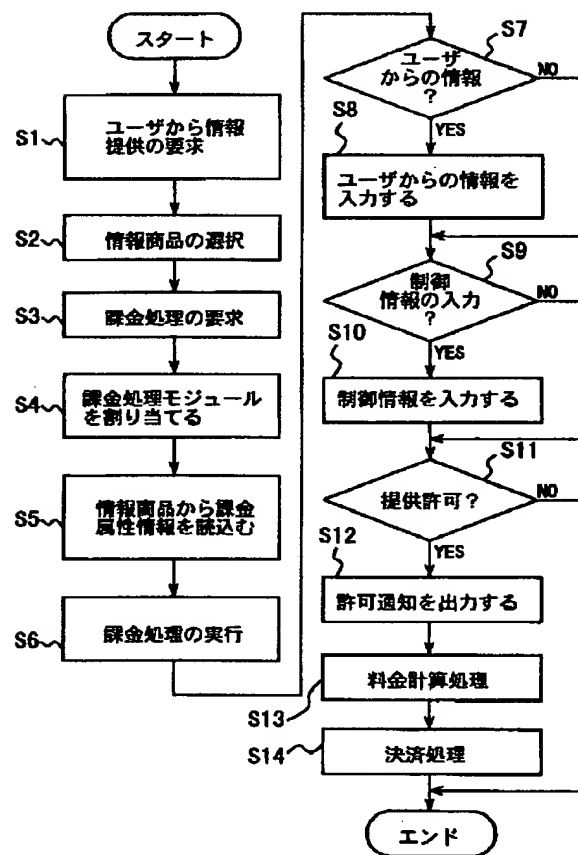 スタート
S1
ユーザから情報
提供の要求
S2
情報商品の選択
S3
課金処理の要求
S4
課金処理モジュール
を割り当てる
S5
情報商品から課金
属性情報を読込む
S6
課金処理の実行
S7
ユーザ
からの情報
?
NO
YES
S8
ユーザからの情報を
入力する
S9
制御
情報の入力
?
NO
YES
S10
制御情報を入力する
S11
提供許可?
NO
YES
S12
許可通知を出力する
S13
料金計算処理
S14
決済処理
エンド